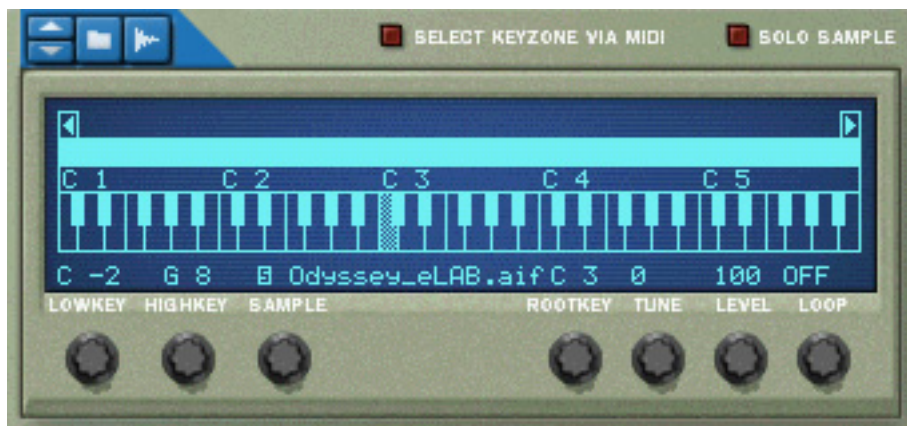 SELECT KEYZONE VIA MIDI SOLO SAMPLE
C 1 C 2 C 3 C 4 C 5
C -2 G 8 S Odyssey_eLAB.aif C 3 0 100 OFF
LOWKEY HIGHKEY SAMPLE ROOTKEY TUNE LEVEL LOOP